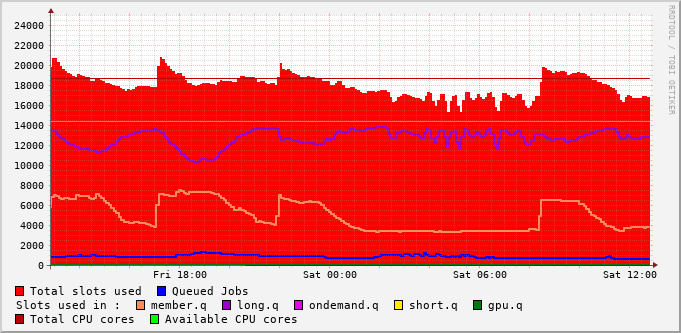 24000
22000
20000
18000
16000
14000
12000
10000
8000
6000
4000
2000
0
Fri 18:00 Sat 00:00 Sat 06:00 Sat 12:00
RRDTOOL / TOBI OETIKER
Total slots used Queued Jobs
Slots used in : member.q long.q ondemand.q short.q gpu.q
Total CPU cores Available CPU cores